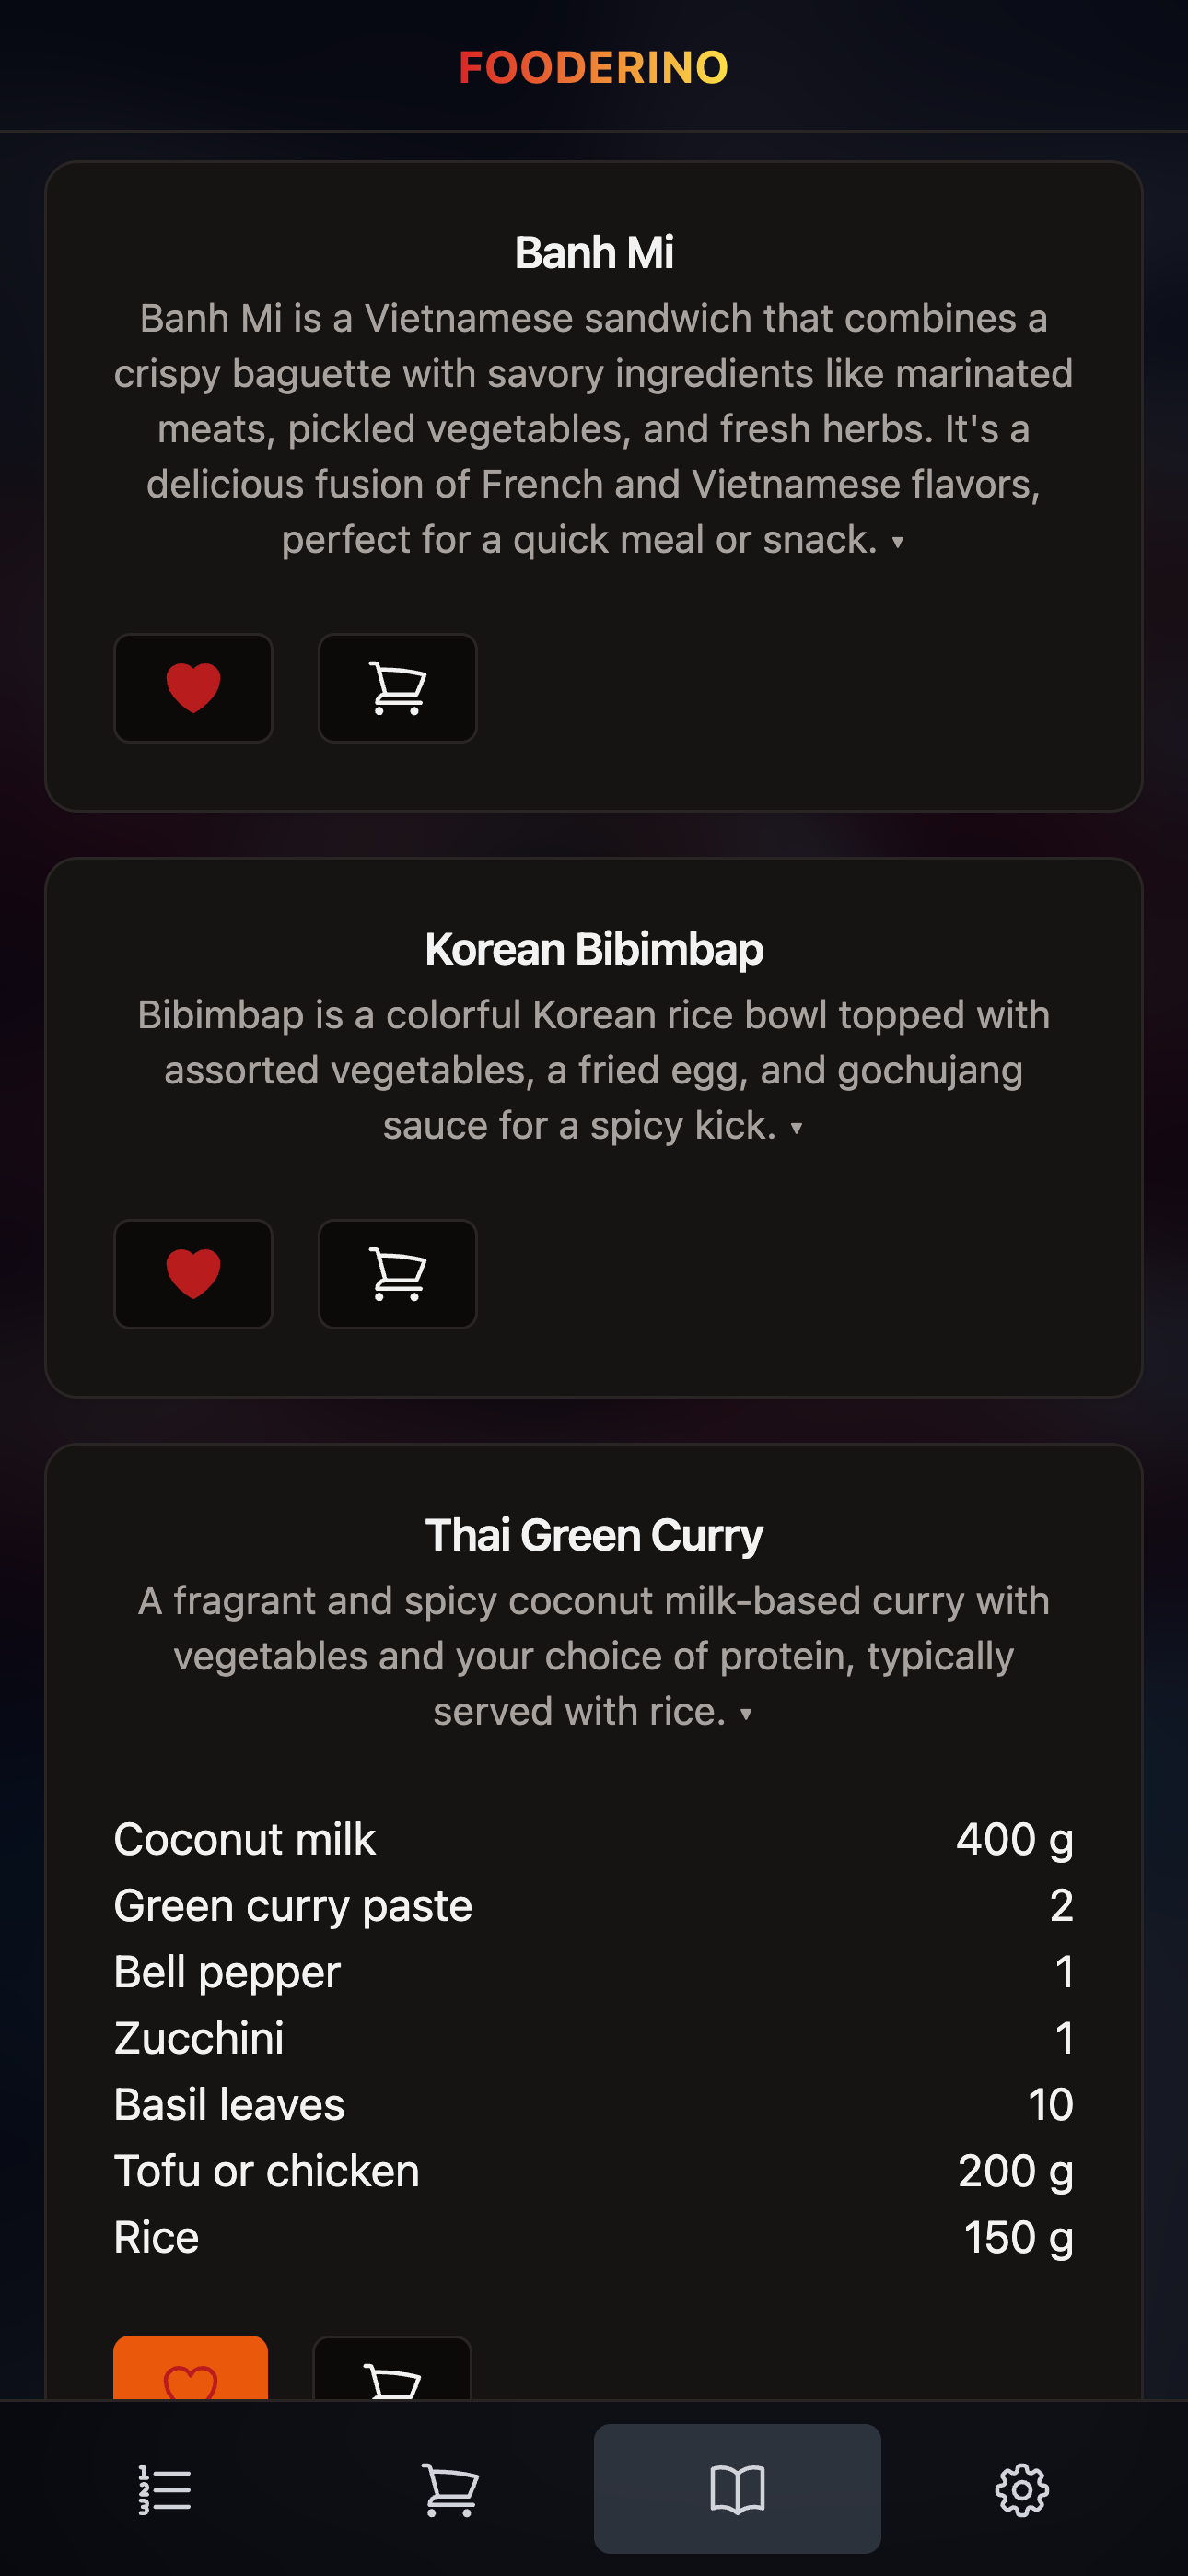 FOODERINO
Banh Mi
Banh Mi is a Vietnamese sandwich that combines a
crispy baguette with savory ingredients like marinated
meats, pickled vegetables, and fresh herbs. It's a
delicious fusion of French and Vietnamese flavors,
perfect for a quick meal or snack. ▼
Korean Bibimbap
Bibimbap is a colorful Korean rice bowl topped with
assorted vegetables, a fried egg, and gochujang
sauce for a spicy kick. ▼
Thai Green Curry
A fragrant and spicy coconut milk-based curry with
vegetables and your choice of protein, typically
served with rice. ▼
Coconut milk 400 g
Green curry paste 2
Bell pepper 1
Zucchini 1
Basil leaves 10
Tofu or chicken 200 g
Rice 150 g